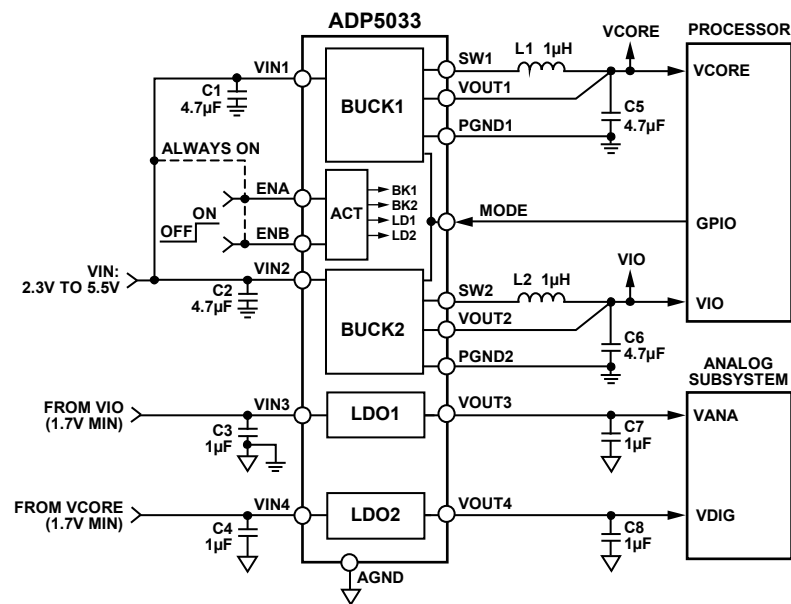 ADP5033
PROCESSOR
VIN1
C1
4.7µF
BUCK1
SW1
L1 1µH
VCORE
VCORE
VOUT1
C5
4.7µF
PGND1
ALWAYS ON
ENA
ON
OFF
ENB
ACT
BK1
BK2
LD1
LD2
MODE
GPIO
VIN:
2.3V TO 5.5V
VIN2
C2
4.7µF
BUCK2
SW2
L2 1µH
VIO
VIO
VOUT2
C6
4.7µF
PGND2
ANALOG
SUBSYSTEM
FROM VIO
(1.7V MIN)
VIN3
C3
1µF
LDO1
VOUT3
C7
1µF
VANA
FROM VCORE
(1.7V MIN)
VIN4
C4
1µF
LDO2
VOUT4
C8
1µF
VDIG
AGND